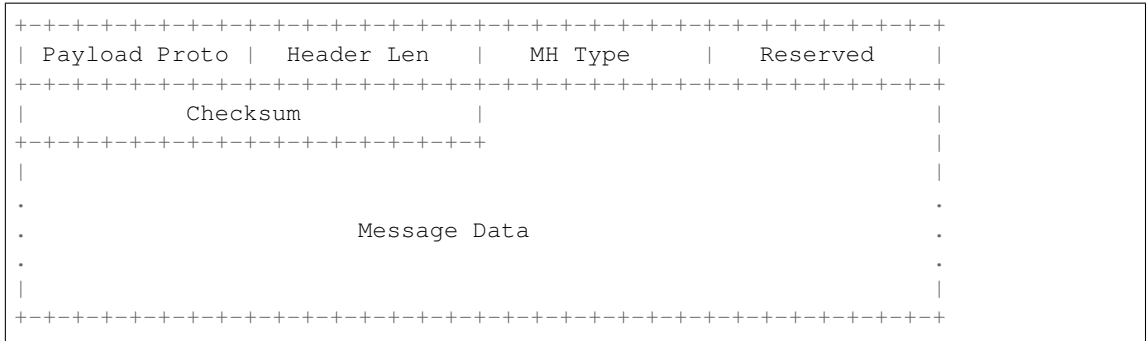 +-+-+-+-+-+-+-+-+-+-+-+-+-+-+-+-+-+-+-+-+-+-+-+-+-+-+-+-+-+-+-+-+
| Payload Proto |  Header Len   |   MH Type     |   Reserved    |
+-+-+-+-+-+-+-+-+-+-+-+-+-+-+-+-+-+-+-+-+-+-+-+-+-+-+-+-+-+-+-+-+
|           Checksum            |                               |
+-+-+-+-+-+-+-+-+-+-+-+-+-+-+-+-+                               |
|                                                               |
.                                                               .
.                       Message Data                            .
.                                                               .
|                                                               |
+-+-+-+-+-+-+-+-+-+-+-+-+-+-+-+-+-+-+-+-+-+-+-+-+-+-+-+-+-+-+-+-+